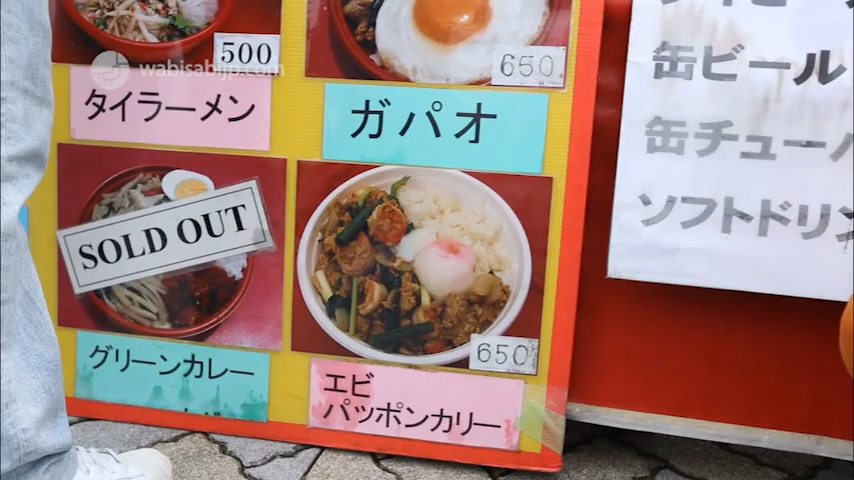 500
wabisabijp.com
650
タイラーメン
ガパオ
SOLD OUT
650
グリーンカレー
エビ
パッポンカリー
缶ビール
缶チューハ
ソフトドリン